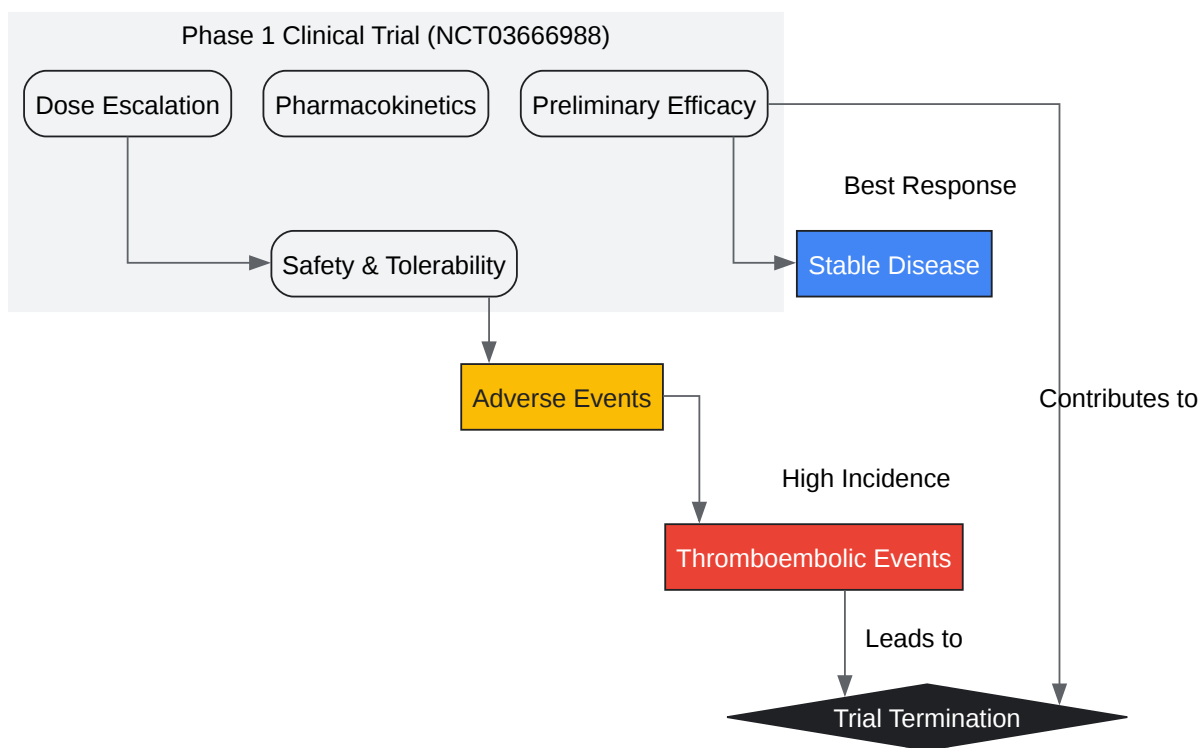 Phase 1 Clinical Trial (NCT03666988)
Dose Escalation
Pharmacokinetics
Preliminary Efficacy
Best Response
Safety & Tolerability
Stable Disease
Adverse Events
Contributes to
High Incidence
Thromboembolic Events
Leads to
Trial Termination